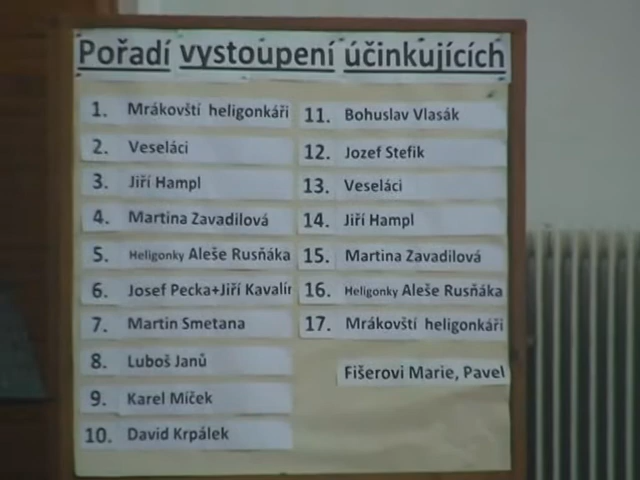 Pořadí vystoupení účinkujících
1. Mrákovští heligonkáři
2. Veseláci
3. Jiří Hampl
4. Martina Zavadilová
5. Heligonky Aleše Rusňáka
6. Josef Pecka+Jiří Kavalír
7. Martin Smetana
8. Luboš Janů
9. Karel Míček
10. David Krpálek
11. Bohuslav Vlasák
12. Jozef Stefik
13. Veseláci
14. Jiří Hampl
15. Martina Zavadilová
16. Heligonky Aleše Rusňáka
17. Mrákovští heligonkáři
Fišerovi Marie, Pavel